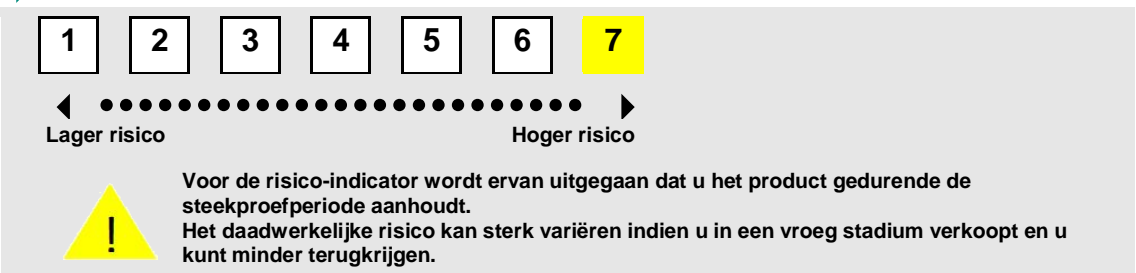 1 2 3 4 5 6 7
Lager risico Hoger risico
Voor de risico-indicator wordt ervan uitgegaan dat u het product gedurende de
steekproefperiode aanhoudt.
!
Het daadwerkelijke risico kan sterk variëren indien u in een vroeg stadium verkoopt en u
kunt minder terugkrijgen.